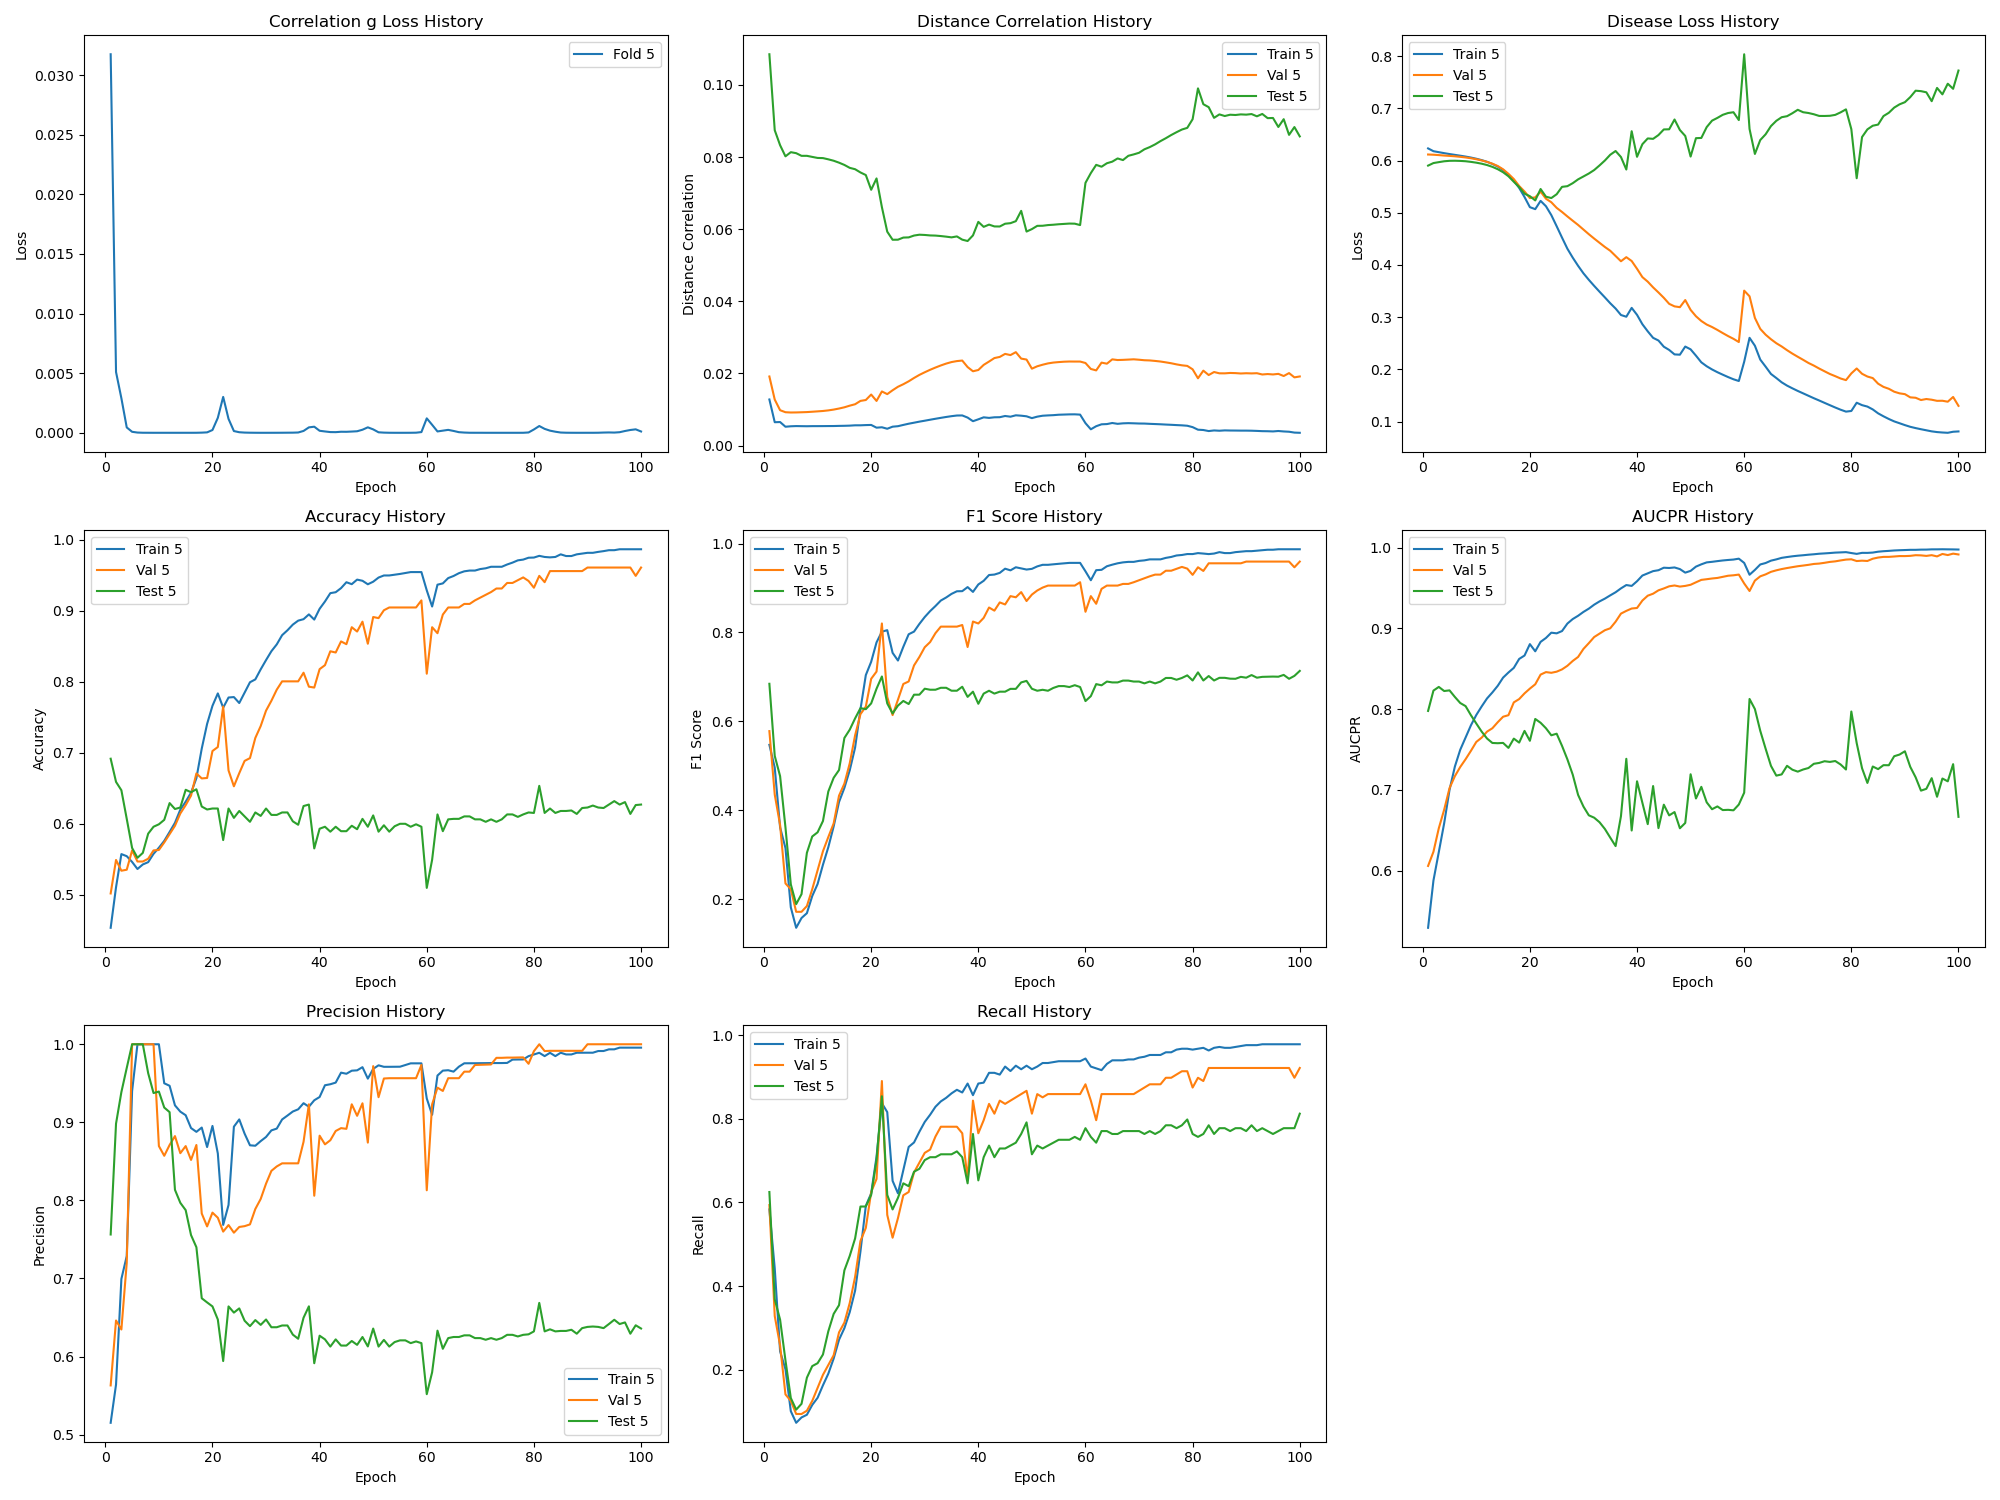 Correlation g Loss History
Fold 5
0.030
0.025
0.020
0.015
0.010
0.005
0.000
Loss
0 20 40 60 80 100
Epoch
Distance Correlation History
Train 5
Val 5
Test 5
0.10
0.08
0.06
0.04
0.02
0.00
Distance Correlation
0 20 40 60 80 100
Epoch
Disease Loss History
Train 5
Val 5
Test 5
0.8
0.7
0.6
0.5
0.4
0.3
0.2
0.1
Loss
0 20 40 60 80 100
Epoch
Accuracy History
Train 5
Val 5
Test 5
1.0
0.9
0.8
0.7
0.6
0.5
Accuracy
0 20 40 60 80 100
Epoch
F1 Score History
Train 5
Val 5
Test 5
1.0
0.8
0.6
0.4
0.2
F1 Score
0 20 40 60 80 100
Epoch
AUCPR History
Train 5
Val 5
Test 5
1.0
0.9
0.8
0.7
0.6
AUCPR
0 20 40 60 80 100
Epoch
Precision History
1.0
0.9
0.8
0.7
0.6
0.5
Precision
Train 5
Val 5
Test 5
0 20 40 60 80 100
Epoch
Recall History
Train 5
Val 5
Test 5
1.0
0.8
0.6
0.4
0.2
Recall
0 20 40 60 80 100
Epoch